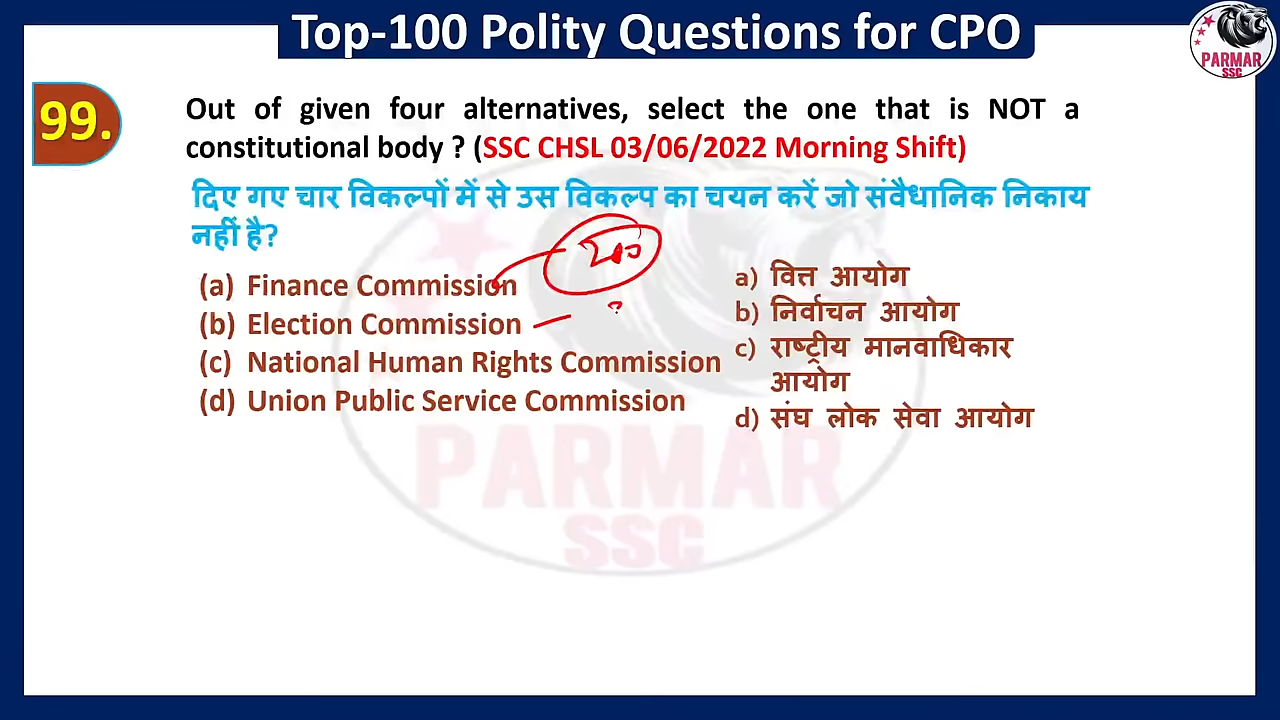 Top-100 Polity Questions for CPO
PARMAR
SSC
99.
Out of given four alternatives, select the one that is NOT a
constitutional body ? (SSC CHSL 03/06/2022 Morning Shift)
दिए गए चार विकल्पों में से उस विकल्प का चयन करें जो संवैधानिक निकाय
नहीं है?
(a) Finance Commission
(b) Election Commission
(c) National Human Rights Commission
(d) Union Public Service Commission
a) वित्त आयोग
b) निर्वाचन आयोग
c) राष्ट्रीय मानवाधिकार
आयोग
d) संघ लोक सेवा आयोग
PARMAR
SSC